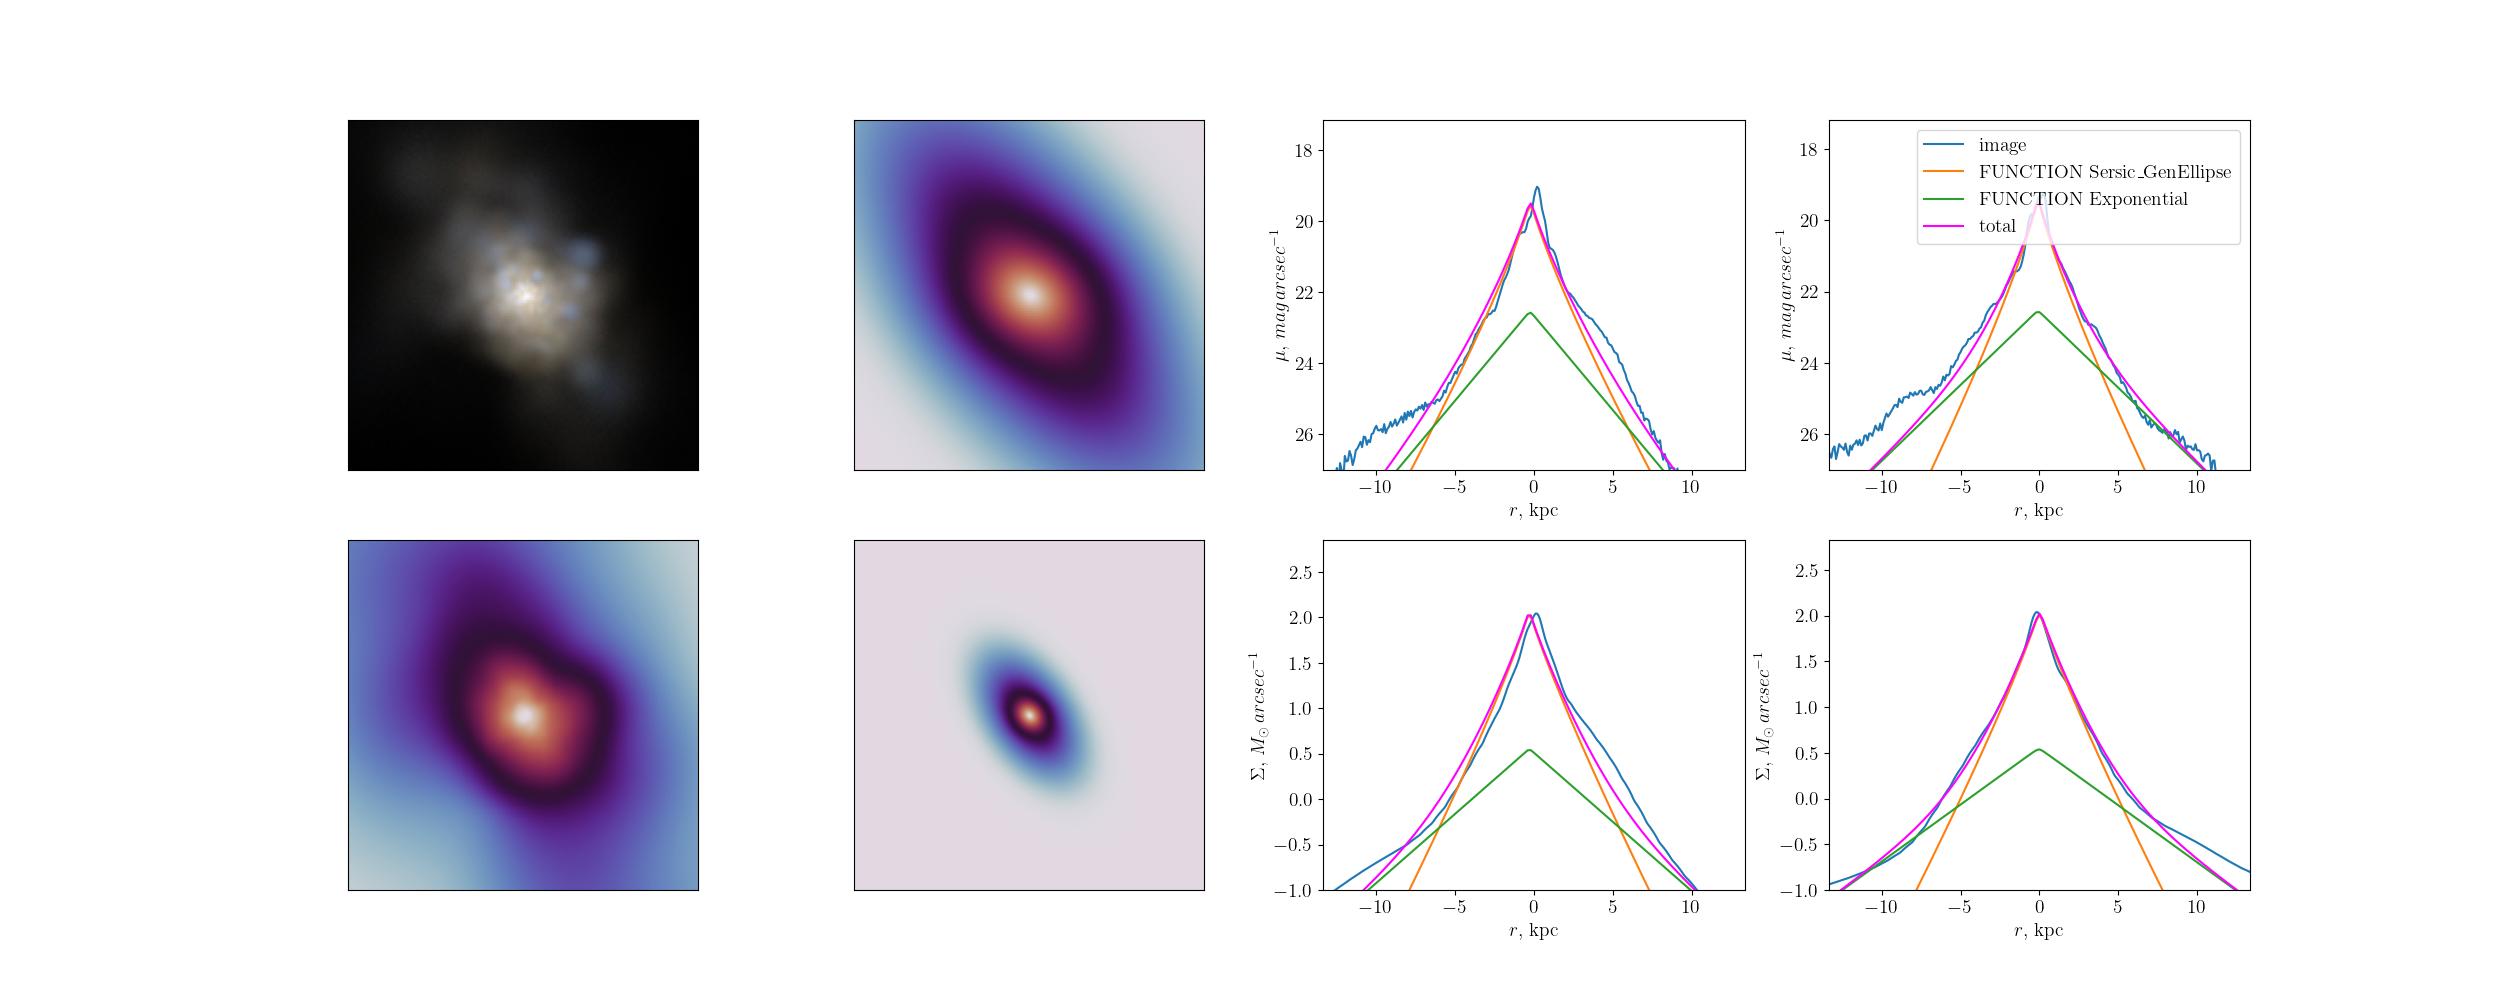 18
20
22
24
26
μ, mag arcsec⁻¹
−10 −5 0 5 10
r, kpc
18
20
22
24
26
μ, mag arcsec⁻¹
image
FUNCTION Sersic_GenEllipse
FUNCTION Exponential
total
−10 −5 0 5 10
r, kpc
2.5
2.0
1.5
1.0
0.5
0.0
−0.5
−1.0
Σ, M⊙ arcsec⁻¹
−10 −5 0 5 10
r, kpc
2.5
2.0
1.5
1.0
0.5
0.0
−0.5
−1.0
Σ, M⊙ arcsec⁻¹
−10 −5 0 5 10
r, kpc